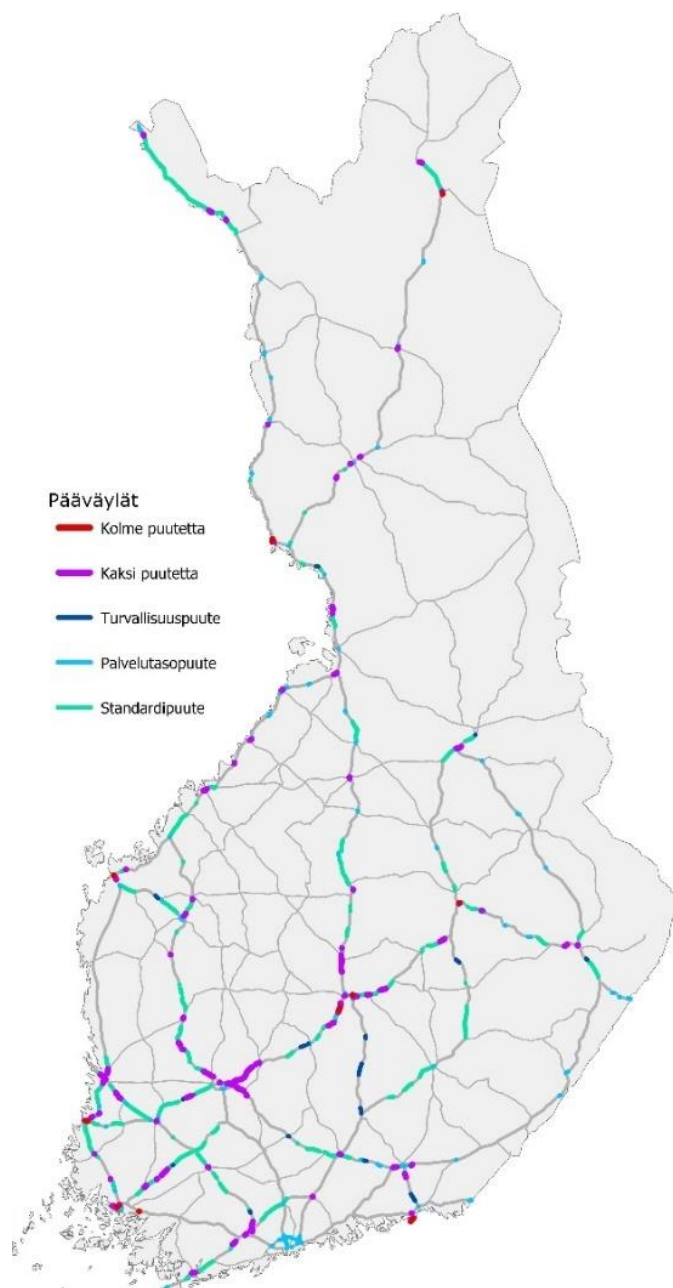 Pääväylät
Kolme puutetta
Kaksi puutetta
Turvallisuuspuute
Palvelutasopuute
Standardipuute